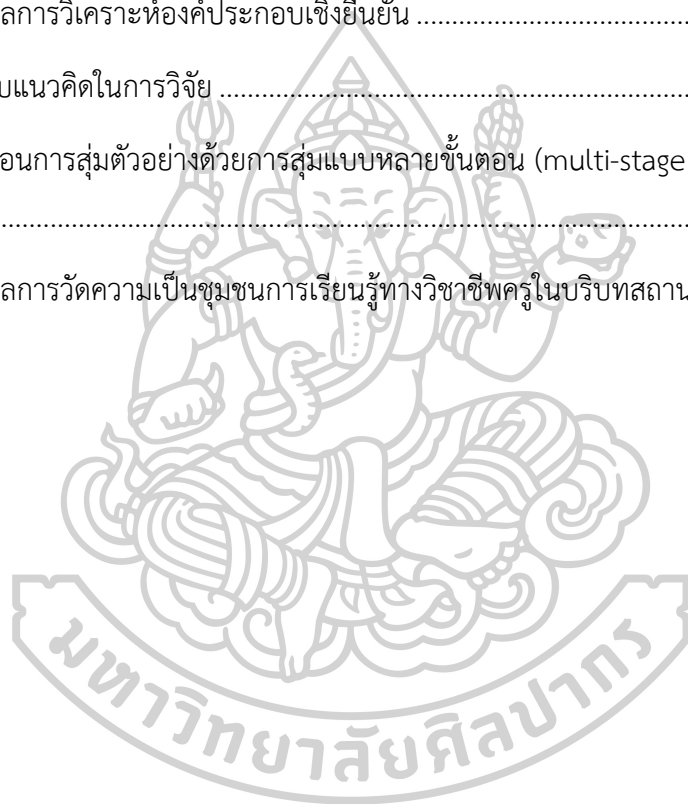 ลการวิเคราะห์องค์ประกอบเชิงยืนยัน ......................................
บแนวคิดในการวิจัย ..................................................................
อนการสุ่มตัวอย่างด้วยการสุ่มแบบหลายขั้นตอน (multi-stage
..............................................................................................
ลการวัดความเป็นชุมชนการเรียนรู้ทางวิชาชีพครูในบริบทสถาน
มหาวิทยาลัยศิลปากร